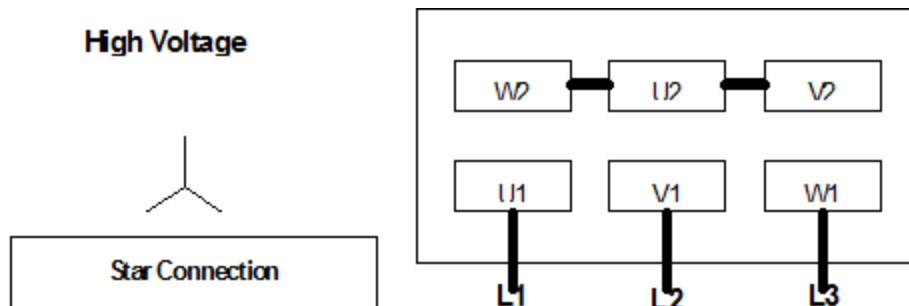 High Voltage
W2 U2 V2
U1 V1 W1
Star Connection
L1 L2 L3